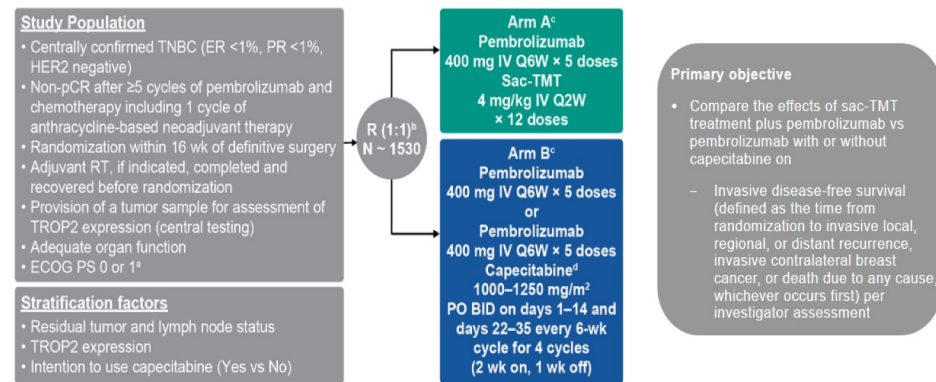 Study Population
• Centrally confirmed TNBC (ER <1%, PR <1%,
HER2 negative)
• Non-pCR after ≥5 cycles of pembrolizumab and
chemotherapy including 1 cycle of
anthracycline-based neoadjuvant therapy
• Randomization within 16 wk of definitive surgery
• Adjuvant RT, if indicated, completed and
recovered before randomization
• Provision of a tumor sample for assessment of
TROP2 expression (central testing)
• Adequate organ function
• ECOG PS 0 or 1ᵃ
Stratification factors
• Residual tumor and lymph node status
• TROP2 expression
• Intention to use capecitabine (Yes vs No)
R (1:1)ᵇ
N ~ 1530
Arm Aᶜ
Pembrolizumab
400 mg IV Q6W × 5 doses
Sac-TMT
4 mg/kg IV Q2W
× 12 doses
Arm Bᶜ
Pembrolizumab
400 mg IV Q6W × 5 doses
or
Pembrolizumab
400 mg IV Q6W × 5 doses
Capecitabineᵈ
1000–1250 mg/m²
PO BID on days 1–14 and
days 22–35 every 6-wk
cycle for 4 cycles
(2 wk on, 1 wk off)
Primary objective
• Compare the effects of sac-TMT
treatment plus pembrolizumab vs
pembrolizumab with or without
capecitabine on
– Invasive disease-free survival
(defined as the time from
randomization to invasive local,
regional, or distant recurrence,
invasive contralateral breast
cancer, or death due to any cause,
whichever occurs first) per
investigator assessment